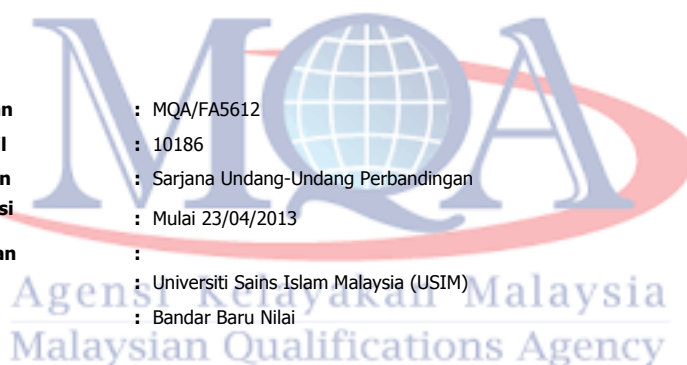 MQA
an : MQA/FA5612
l : 10186
n : Sarjana Undang-Undang Perbandingan
si : Mulai 23/04/2013
an :
: Universiti Sains Islam Malaysia (USIM)
: Bandar Baru Nilai
Agensi Kelayakan Malaysia
Malaysian Qualifications Agency